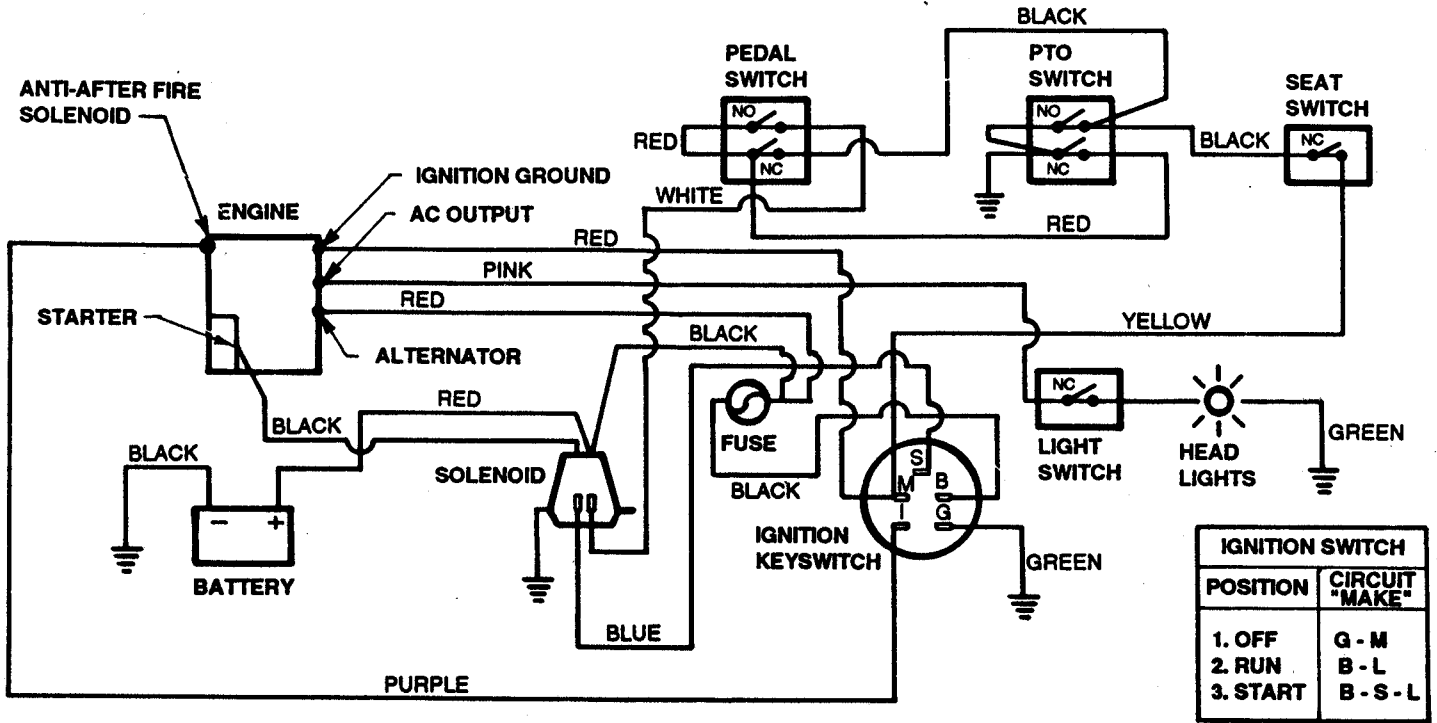 BLACK
PEDAL
SWITCH
PTO
SWITCH
SEAT
SWITCH
ANTI-AFTER FIRE
SOLENOID
NO
NC
RED
NO
NC
BLACK
NC
IGNITION GROUND
WHITE
ENGINE
AC OUTPUT
RED
RED
PINK
RED
STARTER
ALTERNATOR
BLACK
YELLOW
RED
BLACK
BLACK
FUSE
NC
LIGHT
SWITCH
HEAD
LIGHTS
GREEN
SOLENOID
BLACK
S
M
B
I
G
- +
BATTERY
IGNITION
KEYSWITCH
GREEN
BLUE
PURPLE
IGNITION SWITCH
POSITION
CIRCUIT
"MAKE"
1. OFF G - M
2. RUN B - L
3. START B - S - L